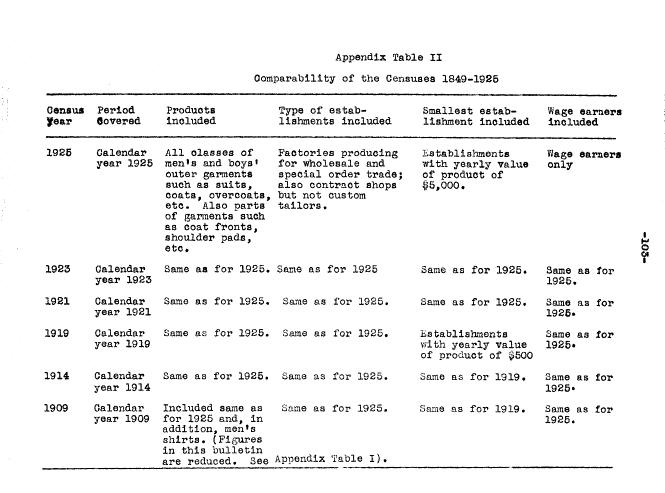 Appendix Table II
Comparability of the Censuses 1849-1925
Census Period Products Type of estab- Smallest estab- Wage earners
Year Covered included lishments included lishment included included
1925 Calendar All classes of Factories producing Establishments Wage earners
year 1925 men's and boys' for wholesale and with yearly value only
outer garments special order trade; of product of
such as suits, also contract shops $5,000.
coats, overcoats, but not custom
etc. Also parts tailors.
of garments such
as coat fronts,
shoulder pads,
etc.
1923 Calendar Same as for 1925. Same as for 1925 Same as for 1925. Same as for
year 1923 1925.
1921 Calendar Same as for 1925. Same as for 1925. Same as for 1925. Same as for
year 1921 1925.
1919 Calendar Same as for 1925. Same as for 1925. Establishments Same as for
year 1919 with yearly value 1925.
of product of $500
1914 Calendar Same as for 1925. Same as for 1925. Same as for 1919. Same as for
year 1914 1925.
1909 Calendar Included same as Same as for 1925. Same as for 1919. Same as for
year 1909 for 1925 and, in 1925.
addition, men's
shirts. (Figures
in this bulletin
are reduced. See Appendix Table I).
-103-